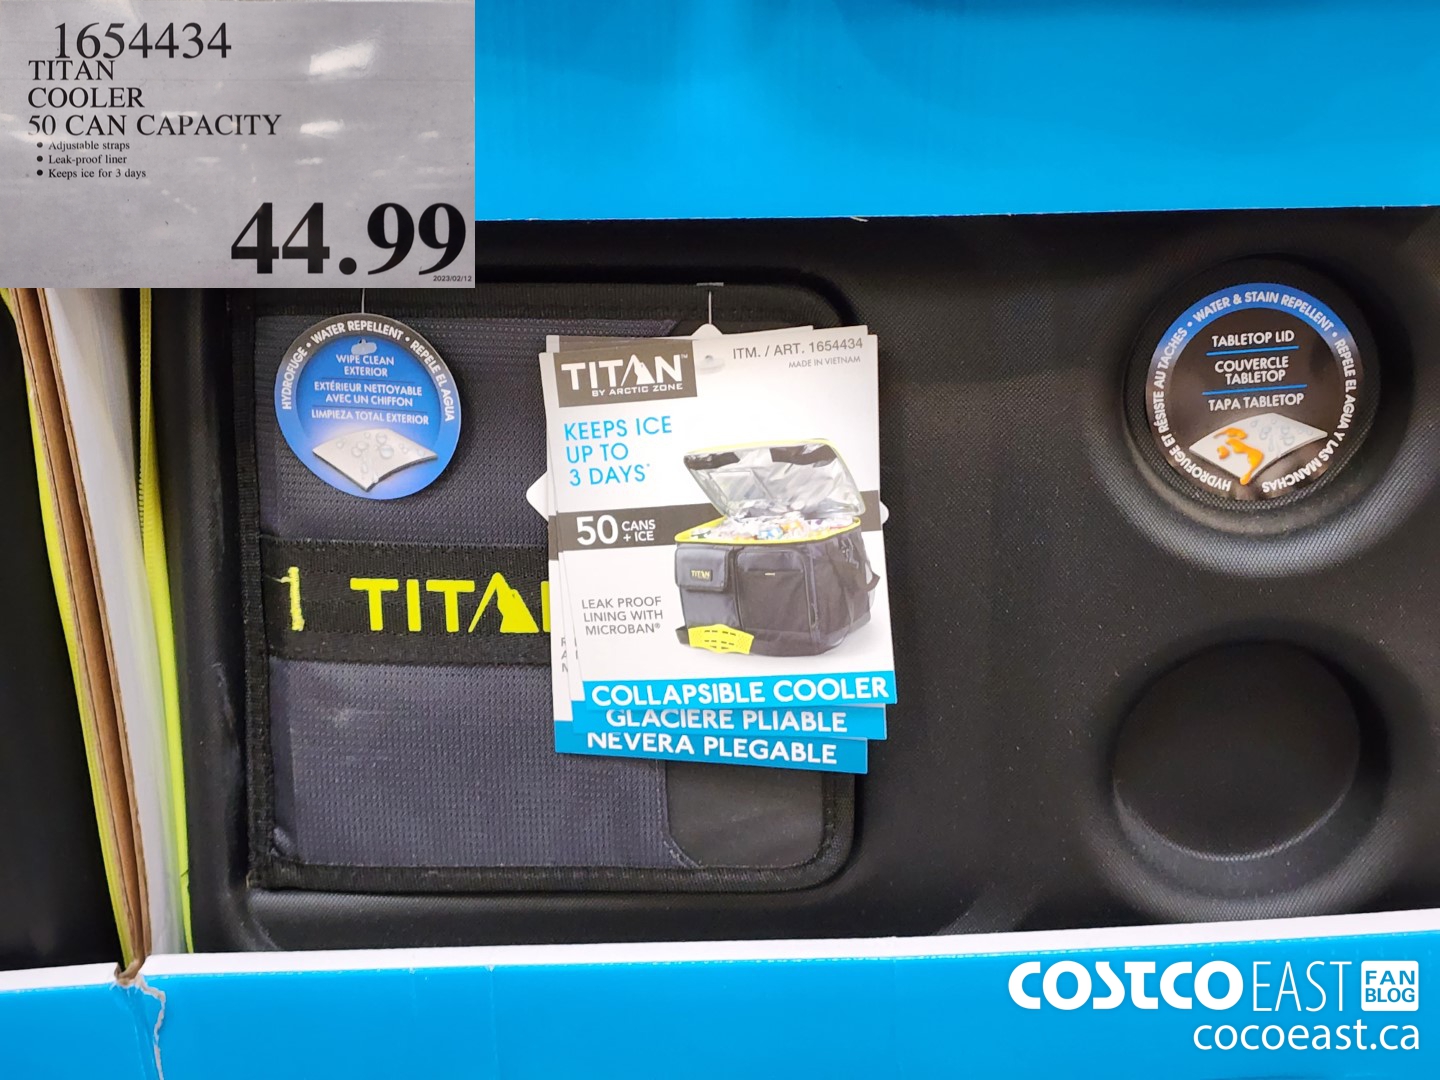 1654434
TITAN
COOLER
50 CAN CAPACITY
• Adjustable straps
• Leak-proof liner
• Keeps ice for 3 days
44.99
2023/02/12
HYDROFUGE • WATER REPELLENT • REPELE EL AGUA
WIPE CLEAN
EXTERIOR
EXTÉRIEUR NETTOYABLE
AVEC UN CHIFFON
LIMPIEZA TOTAL EXTERIOR
TITAN™
BY ARCTIC ZONE
ITM. / ART. 1654434
MADE IN VIETNAM
KEEPS ICE
UP TO
3 DAYS*
50 CANS
+ ICE
LEAK PROOF
LINING WITH
MICROBAN®
TITAN
COLLAPSIBLE COOLER
GLACIÈRE PLIABLE
NEVERA PLEGABLE
TITA
HYDROFUGE ET RÉSISTE AU TACHES • WATER & STAIN REPELLENT • REPELE EL AGUA Y LAS MANCHAS
TABLETOP LID
COUVERCLE
TABLETOP
TAPA TABLETOP
COSTCO EAST FAN
BLOG
cocoeast.ca